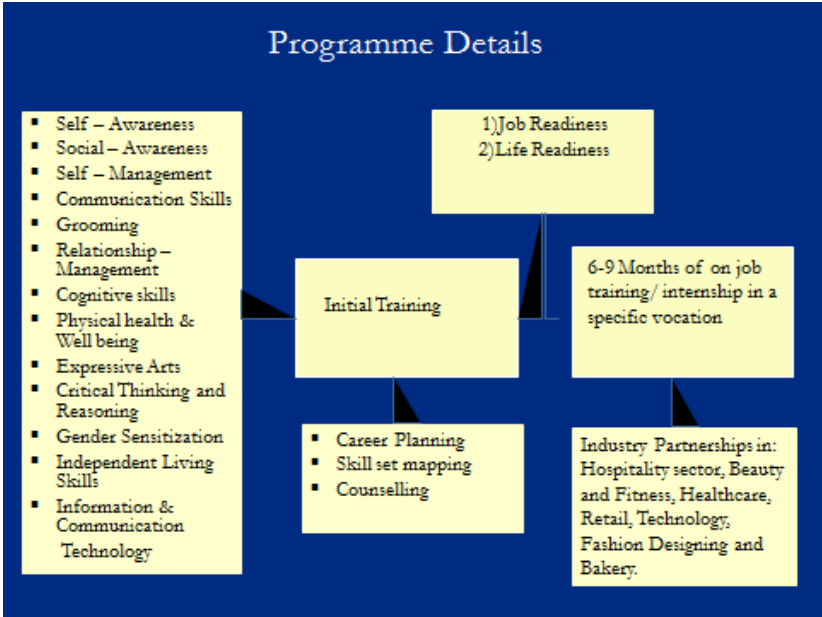 Programme Details
▪ Self – Awareness
▪ Social – Awareness
▪ Self – Management
▪ Communication Skills
▪ Grooming
▪ Relationship –
Management
▪ Cognitive skills
▪ Physical health &
Well being
▪ Expressive Arts
▪ Critical Thinking and
Reasoning
▪ Gender Sensitization
▪ Independent Living
Skills
▪ Information &
Communication
Technology
Initial Training
▪ Career Planning
▪ Skill set mapping
▪ Counselling
1)Job Readiness
2)Life Readiness
6-9 Months of on job
training/ internship in a
specific vocation
Industry Partnerships in:
Hospitality sector, Beauty
and Fitness, Healthcare,
Retail, Technology,
Fashion Designing and
Bakery.